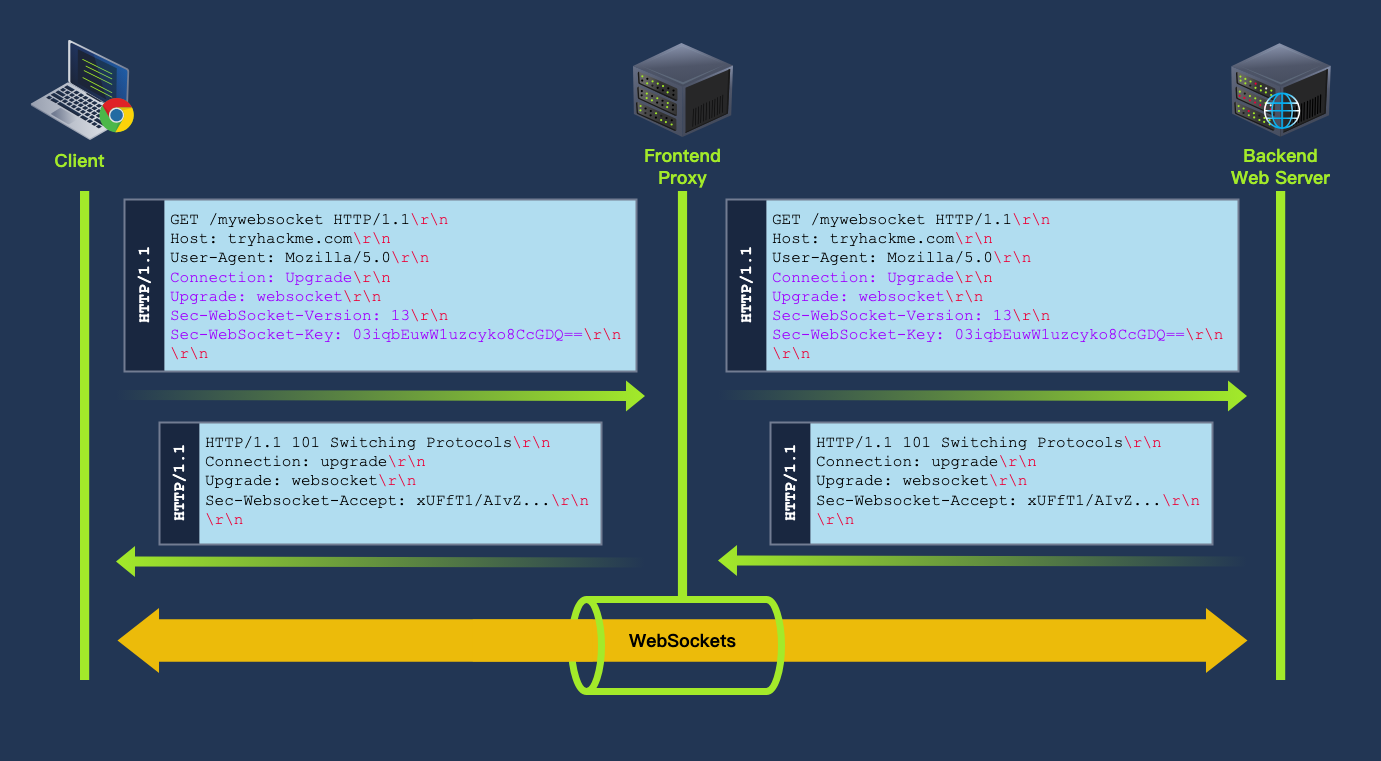 Client
Frontend
Proxy
Backend
Web Server
HTTP/1.1
GET /mywebsocket HTTP/1.1\r\n
Host: tryhackme.com\r\n
User-Agent: Mozilla/5.0\r\n
Connection: Upgrade\r\n
Upgrade: websocket\r\n
Sec-WebSocket-Version: 13\r\n
Sec-WebSocket-Key: 03iqbEuwW1uzcyko8CcGDQ==\r\n
\r\n
HTTP/1.1
GET /mywebsocket HTTP/1.1\r\n
Host: tryhackme.com\r\n
User-Agent: Mozilla/5.0\r\n
Connection: Upgrade\r\n
Upgrade: websocket\r\n
Sec-WebSocket-Version: 13\r\n
Sec-WebSocket-Key: 03iqbEuwW1uzcyko8CcGDQ==\r\n
\r\n
HTTP/1.1
HTTP/1.1 101 Switching Protocols\r\n
Connection: upgrade\r\n
Upgrade: websocket\r\n
Sec-Websocket-Accept: xUFfT1/AIvZ...\r\n
\r\n
HTTP/1.1
HTTP/1.1 101 Switching Protocols\r\n
Connection: upgrade\r\n
Upgrade: websocket\r\n
Sec-Websocket-Accept: xUFfT1/AIvZ...\r\n
\r\n
WebSockets